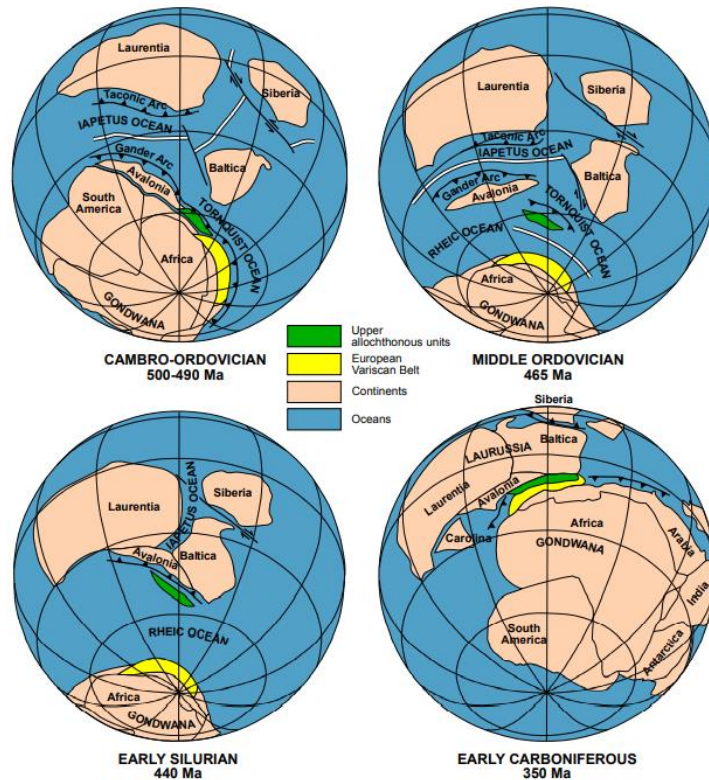 Laurentia
Siberia
Taconic Arc
IAPETUS OCEAN
Gander Arc
Avalonia
Baltica
South
America
TORNQUIST OCEAN
Africa
GONDWANA
CAMBRO-ORDOVICIAN
500-490 Ma
Laurentia
Siberia
Taconic Arc
IAPETUS OCEAN
Baltica
Gander Arc
Avalonia
TORNQUIST
OCEAN
RHEIC OCEAN
Africa
GONDWANA
MIDDLE ORDOVICIAN
465 Ma
Upper
allochthonous units
European
Variscan Belt
Continents
Oceans
Laurentia
IAPETUS OCEAN
Siberia
Avalonia
Baltica
RHEIC OCEAN
Africa
GONDWANA
EARLY SILURIAN
440 Ma
Siberia
Baltica
LAURUSSIA
Laurentia
Avalonia
Carolina
Africa
GONDWANA
Arabia
India
South
America
Antarctica
EARLY CARBONIFEROUS
350 Ma